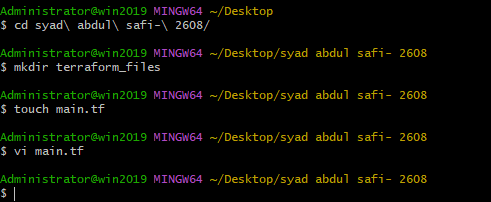 Administrator@win2019 MINGW64 ~/Desktop
$ cd syad\ abdul\ safi-\ 2608/
Administrator@win2019 MINGW64 ~/Desktop/syad abdul safi- 2608
$ mkdir terraform_files
Administrator@win2019 MINGW64 ~/Desktop/syad abdul safi- 2608
$ touch main.tf
Administrator@win2019 MINGW64 ~/Desktop/syad abdul safi- 2608
$ vi main.tf
Administrator@win2019 MINGW64 ~/Desktop/syad abdul safi- 2608
$